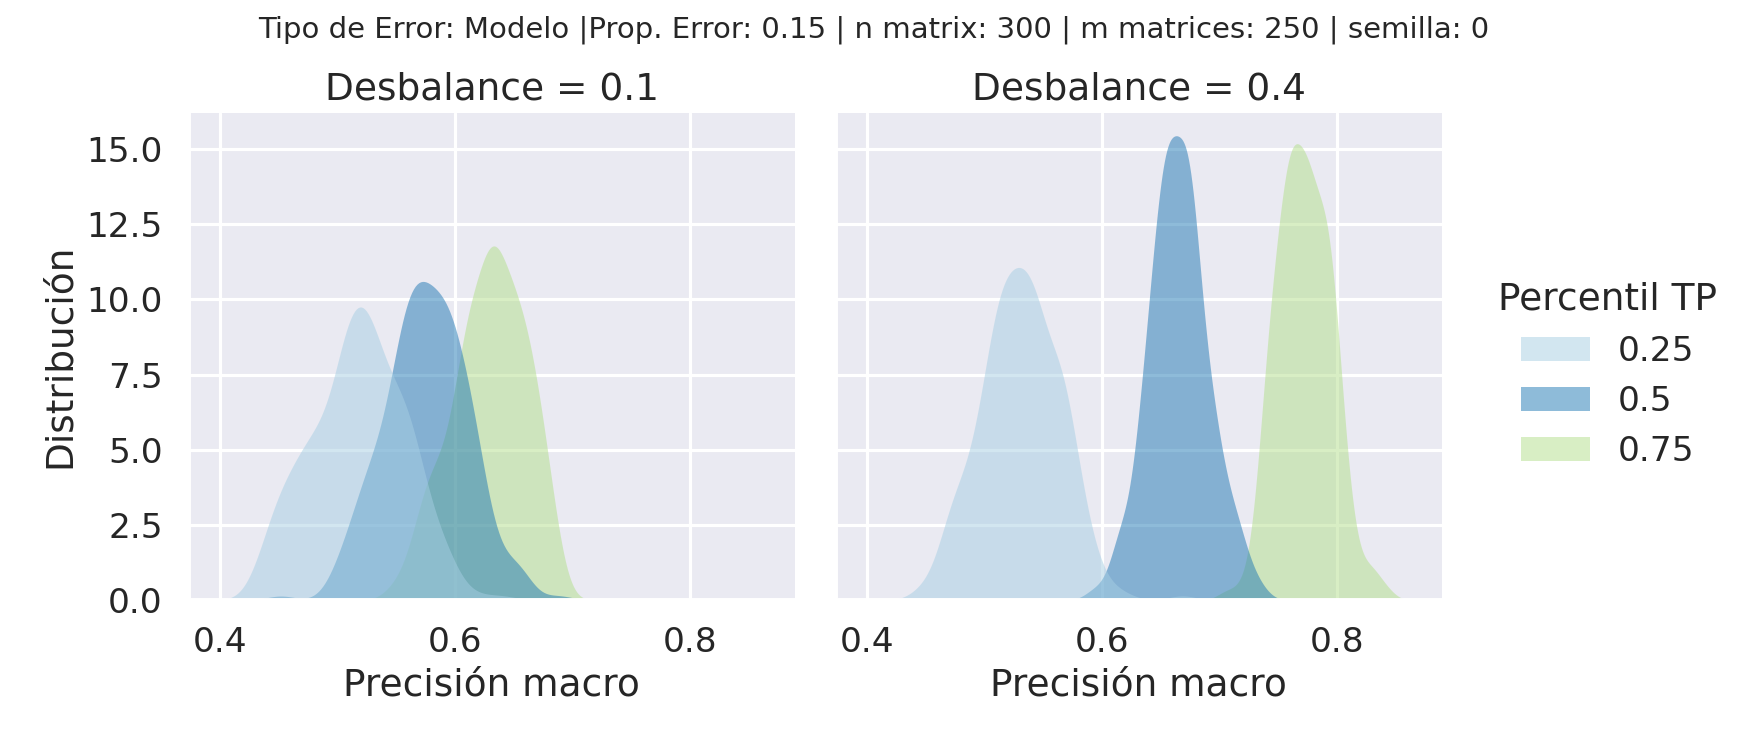 Tipo de Error: Modelo |Prop. Error: 0.15 | n matrix: 300 | m matrices: 250 | semilla: 0
Desbalance = 0.1
Desbalance = 0.4
Distribución
15.0
12.5
10.0
7.5
5.0
2.5
0.0
0.4 0.6 0.8
0.4 0.6 0.8
Precisión macro
Precisión macro
Percentil TP
0.25
0.5
0.75